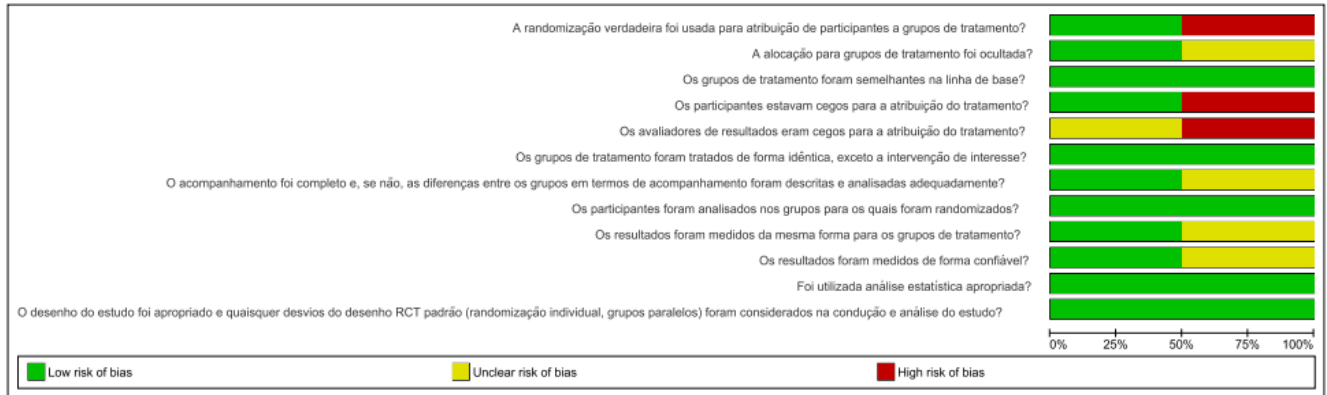 A randomização verdadeira foi usada para atribuição de participantes a grupos de tratamento?
A alocação para grupos de tratamento foi ocultada?
Os grupos de tratamento foram semelhantes na linha de base?
Os participantes estavam cegos para a atribuição do tratamento?
Os avaliadores de resultados eram cegos para a atribuição do tratamento?
Os grupos de tratamento foram tratados de forma idêntica, exceto a intervenção de interesse?
O acompanhamento foi completo e, se não, as diferenças entre os grupos em termos de acompanhamento foram descritas e analisadas adequadamente?
Os participantes foram analisados nos grupos para os quais foram randomizados?
Os resultados foram medidos da mesma forma para os grupos de tratamento?
Os resultados foram medidos de forma confiável?
Foi utilizada análise estatística apropriada?
O desenho do estudo foi apropriado e quaisquer desvios do desenho RCT padrão (randomização individual, grupos paralelos) foram considerados na condução e análise do estudo?
0% 25% 50% 75% 100%
Low risk of bias Unclear risk of bias High risk of bias